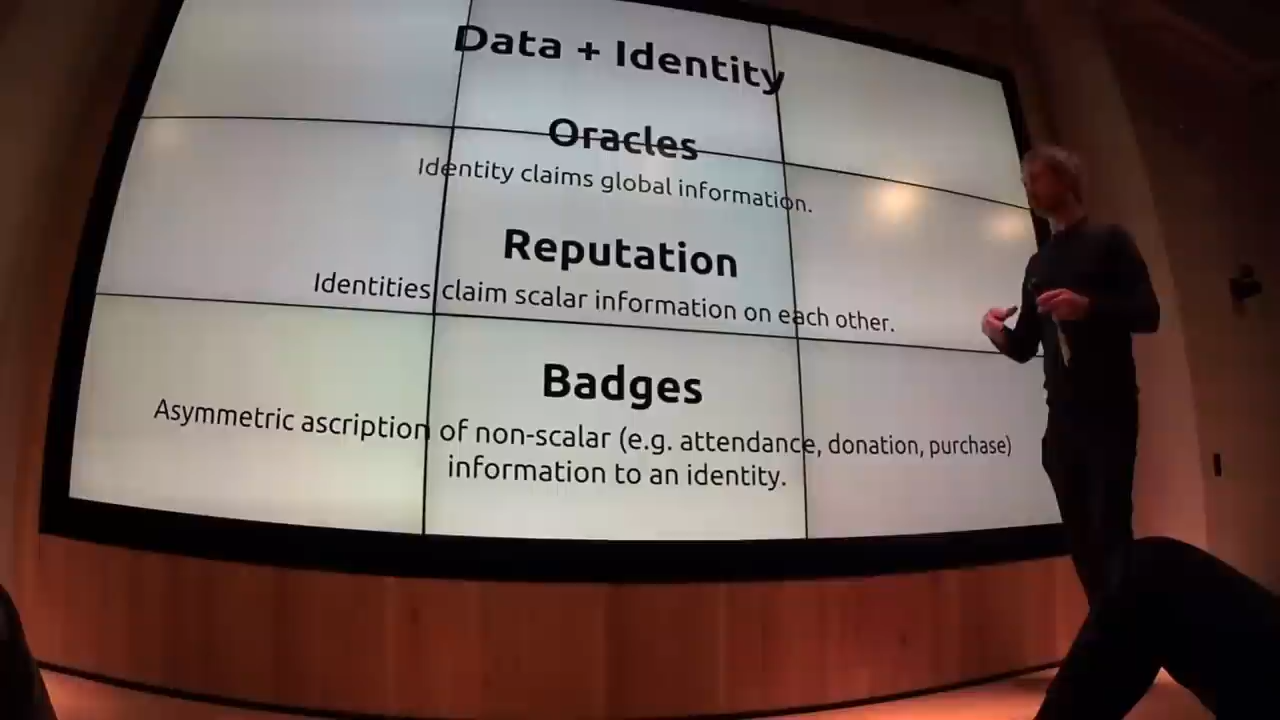 Data + Identity
Oracles
Identity claims global information.
Reputation
Identities claim scalar information on each other.
Badges
Asymmetric ascription of non-scalar (e.g. attendance, donation, purchase)
information to an identity.